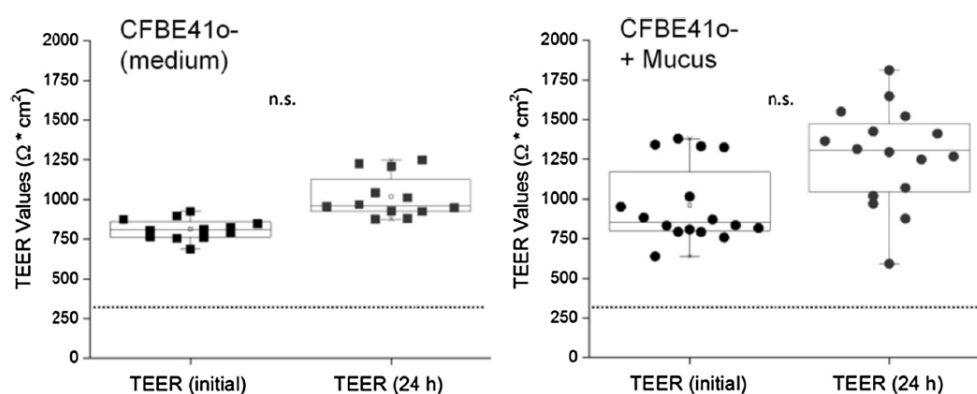 CFBE41o-
(medium)
n.s.
TEER Values (Ω * cm2)
2000
1750
1500
1250
1000
750
500
250
0
TEER (initial)
TEER (24 h)
CFBE41o-
+ Mucus
n.s.
TEER Values (Ω * cm²)
2000
1750
1500
1250
1000
750
500
250
0
TEER (initial)
TEER (24 h)